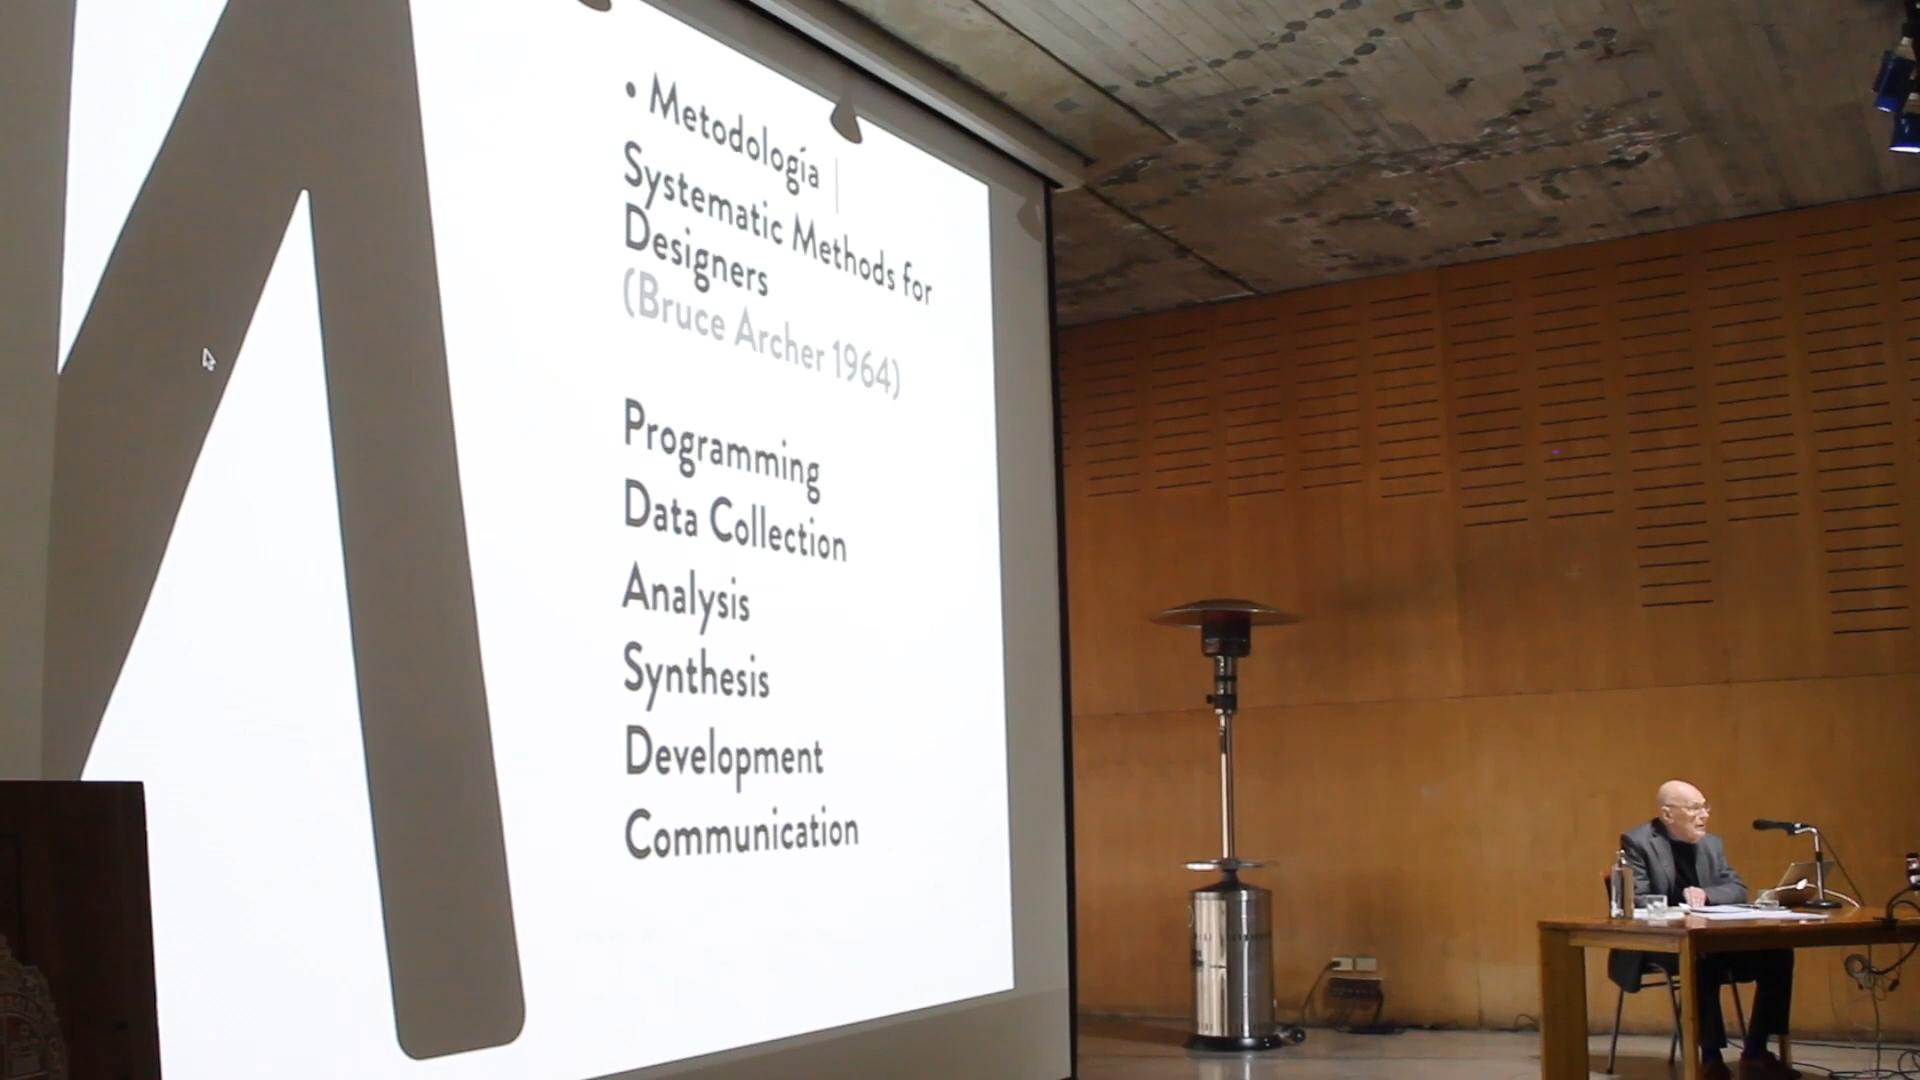 • Metodología |
Systematic Methods for
Designers
(Bruce Archer 1964)
Programming
Data Collection
Analysis
Synthesis
Development
Communication